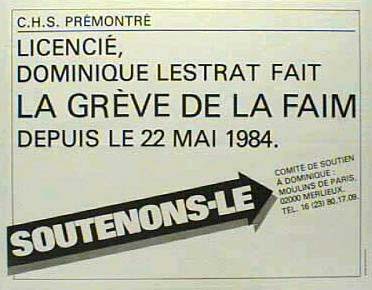 C.H.S. PRÉMONTRÉ
LICENCIÉ,
DOMINIQUE LESTRAT FAIT
LA GRÈVE DE LA FAIM
DEPUIS LE 22 MAI 1984.
SOUTENONS-LE
COMITÉ DE SOUTIEN
À DOMINIQUE :
MOULINS DE PARIS,
02000 MERLIEUX.
TÉL. 16 (23) 80.17.09.